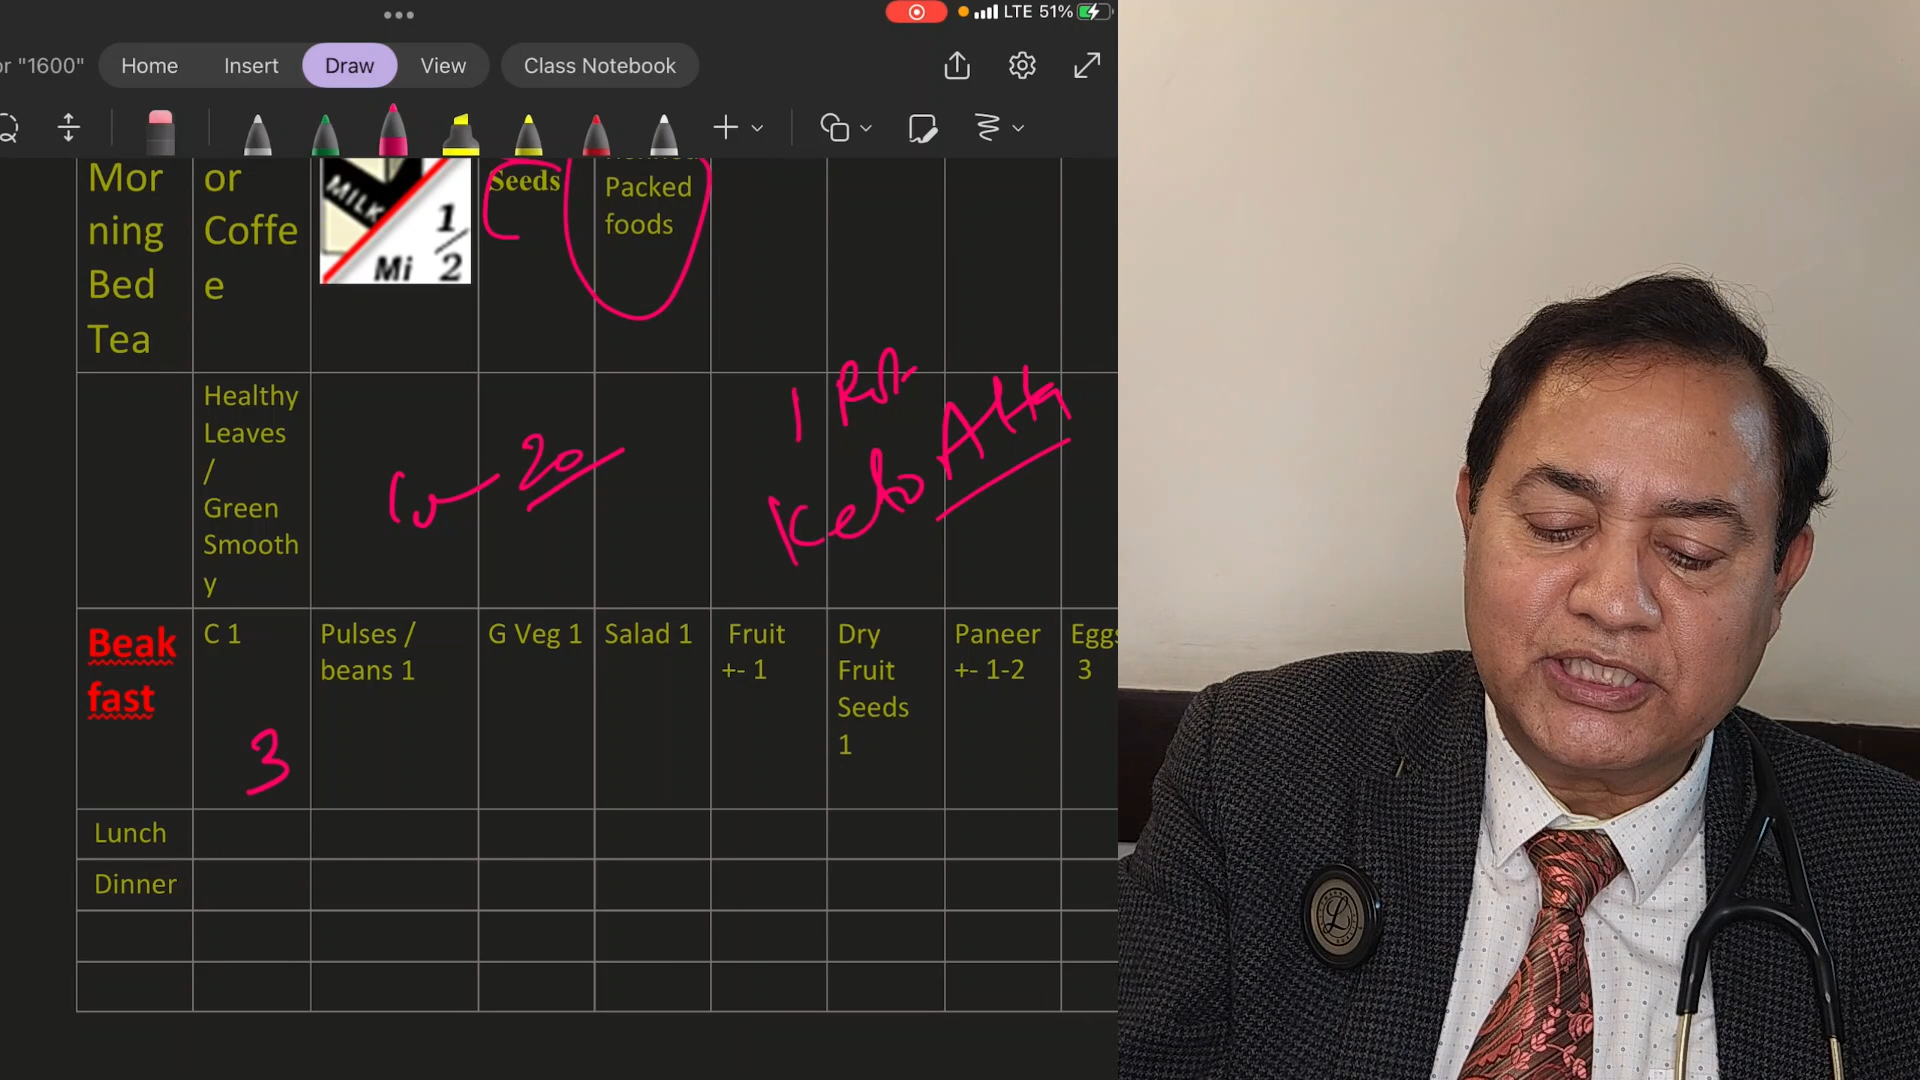 LTE 51%
or "1600"
Home Insert Draw View Class Notebook
Mor
ning
Bed
Tea
or
Coffe
e
MILK
1/2
Mi
Seeds
Packed
foods
Healthy
Leaves
/
Green
Smooth
y
20
1
Keto Atta
Beak
fast
C 1
3
Pulses /
beans 1
G Veg 1
Salad 1
Fruit
+- 1
Dry
Fruit
Seeds
1
Paneer
+- 1-2
Eggs
3
Lunch
Dinner
L